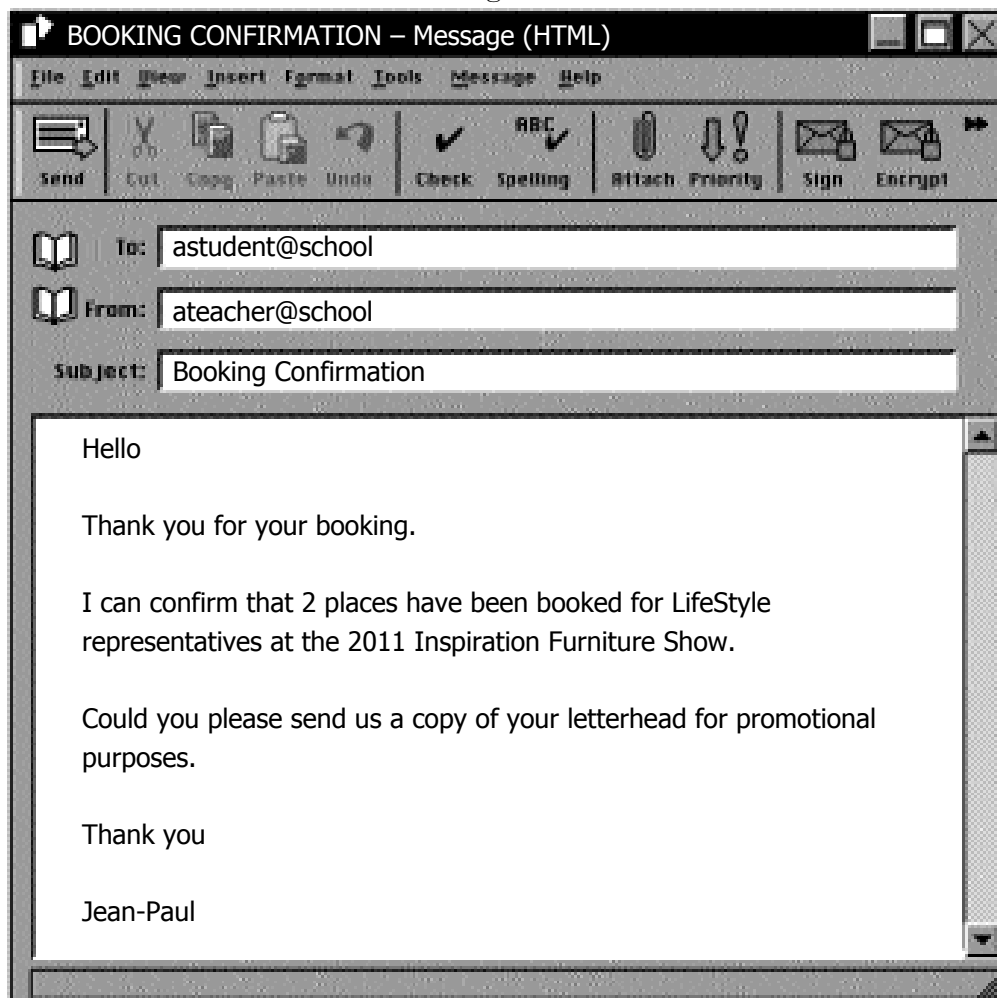 BOOKING CONFIRMATION – Message (HTML)
File Edit View Insert Format Tools Message Help
ABC
Send Cut Copy Paste Undo Check Spelling Attach Priority Sign Encrypt
To: astudent@school
From: ateacher@school
Subject: Booking Confirmation
Hello
Thank you for your booking.
I can confirm that 2 places have been booked for LifeStyle
representatives at the 2011 Inspiration Furniture Show.
Could you please send us a copy of your letterhead for promotional
purposes.
Thank you
Jean-Paul